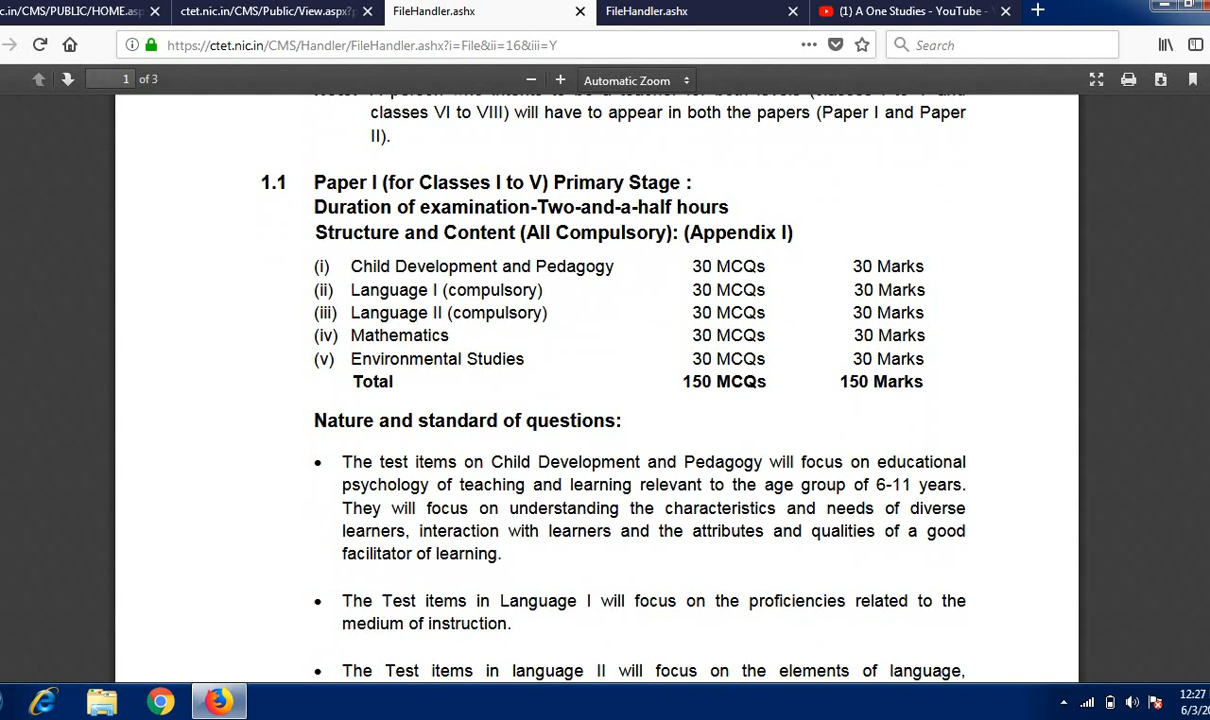 c.in/CMS/PUBLIC/HOME.asp
ctet.nic.in/CMS/Public/View.aspx?
FileHandler.ashx
FileHandler.ashx
(1) A One Studies - YouTube -
https://ctet.nic.in/CMS/Handler/FileHandler.ashx?i=File&ii=16&iii=Y
Search
1 of 3
Automatic Zoom
classes VI to VIII) will have to appear in both the papers (Paper I and Paper
II).
1.1 Paper I (for Classes I to V) Primary Stage :
Duration of examination-Two-and-a-half hours
Structure and Content (All Compulsory): (Appendix I)
(i) Child Development and Pedagogy 30 MCQs 30 Marks
(ii) Language I (compulsory) 30 MCQs 30 Marks
(iii) Language II (compulsory) 30 MCQs 30 Marks
(iv) Mathematics 30 MCQs 30 Marks
(v) Environmental Studies 30 MCQs 30 Marks
Total 150 MCQs 150 Marks
Nature and standard of questions:
• The test items on Child Development and Pedagogy will focus on educational
psychology of teaching and learning relevant to the age group of 6-11 years.
They will focus on understanding the characteristics and needs of diverse
learners, interaction with learners and the attributes and qualities of a good
facilitator of learning.
• The Test items in Language I will focus on the proficiencies related to the
medium of instruction.
• The Test items in language II will focus on the elements of language,
12:27
6/3/20